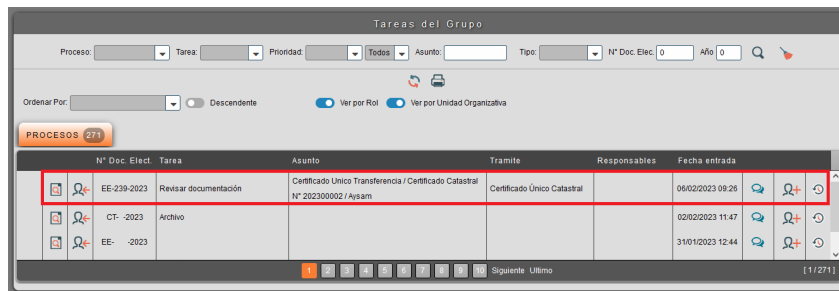 Tareas del Grupo
Proceso: Tarea: Prioridad: Todos Asunto: Tipo: N° Doc. Elec. 0 Año 0
Ordenar Por: Descendente Ver por Rol Ver por Unidad Organizativa
PROCESOS 271
N° Doc. Elect. Tarea Asunto Tramite Responsables Fecha entrada
EE-239-2023 Revisar documentación Certificado Unico Transferencia / Certificado Catastral N° 202300002 / Aysam Certificado Único Catastral 06/02/2023 09:26
CT- -2023 Archivo 02/02/2023 11:47
EE- -2023 31/01/2023 12:44
1 2 3 4 5 6 7 8 9 10 Siguiente Ultimo [1/271]